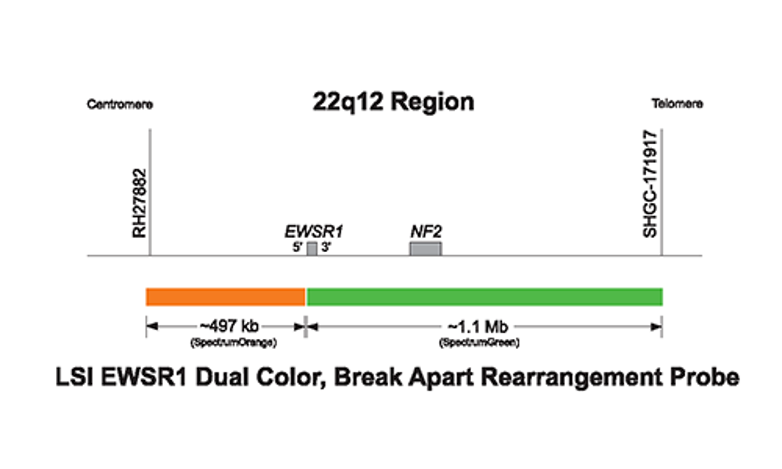 22q12 Region
Centromere
Telomere
RH27882
SHGC-171917
EWSR1
NF2
5' 3'
~497 kb
~1.1 Mb
(SpectrumOrange)
(SpectrumGreen)
LSI EWSR1 Dual Color, Break Apart Rearrangement Probe